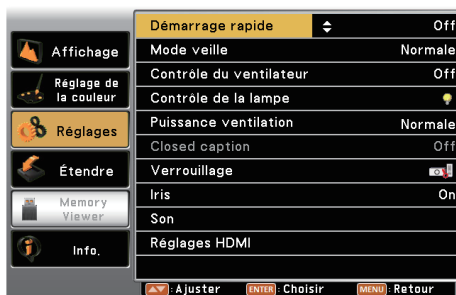 Affichage
Réglage de
la couleur
Réglages
Étendre
Memory
Viewer
Info.
Démarrage rapide Off
Mode veille Normale
Contrôle du ventilateur Off
Contrôle de la lampe
Puissance ventilation Normale
Closed caption Off
Verrouillage
Iris On
Son
Réglages HDMI
:Ajuster ENTER:Choisir MENU:Retour